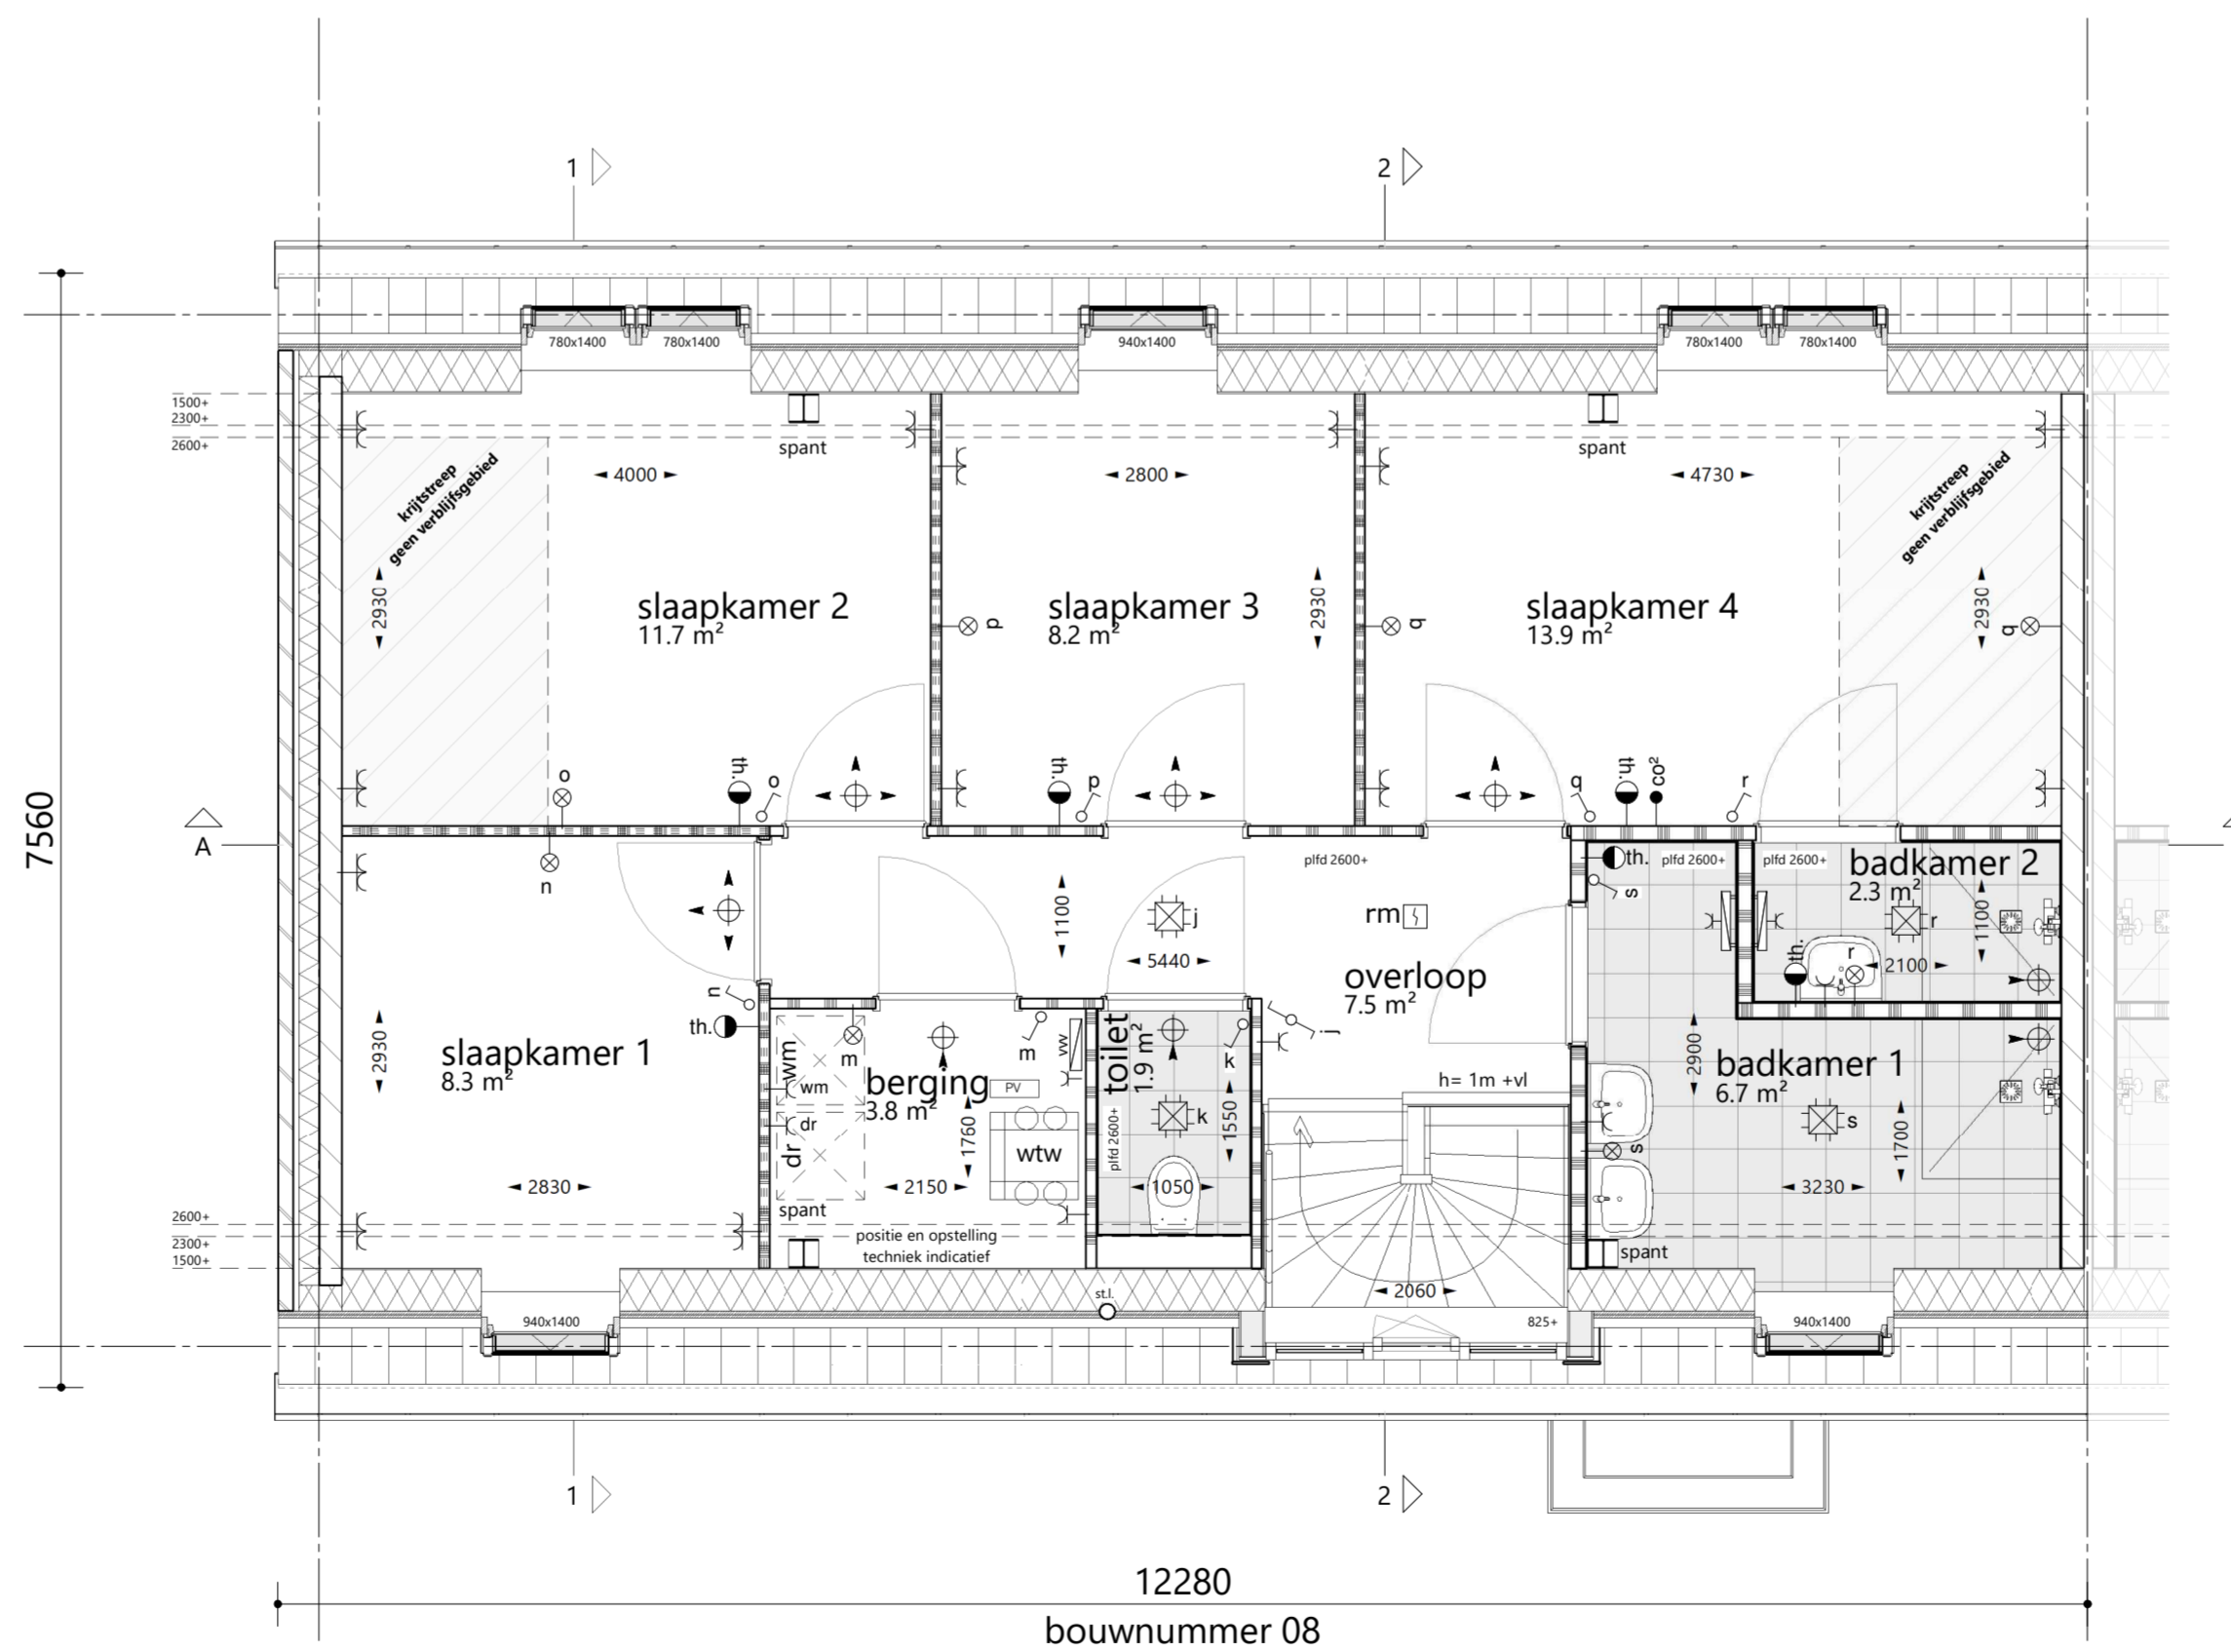 1
2
780x1400
780x1400
940x1400
780x1400
780x1400
1500+
2300+
2600+
spant
spant
4000
2800
4730
krijtstreep
geen verblijfsgebied
krijtstreep
geen verblijfsgebied
2930
slaapkamer 2
11.7 m²
p
slaapkamer 3
8.2 m²
2930
q
slaapkamer 4
13.9 m²
2930
q
7560
A
o
th.
o
th.
p
q
th.
co²
r
n
plfd 2600+
th.
s
plfd 2600+
plfd 2600+
badkamer 2
2.3 m²
r
1100
th.
r
2100
1100
j
5440
rm
overloop
7.5 m²
n
th.
2930
slaapkamer 1
8.3 m²
2830
wm
wm
m
m
vw
berging
3.8 m²
PV
dr
dr
1760
wtw
2150
spant
positie en opstelling
techniek indicatief
toilet
1.9 m²
k
k
plfd 2600+
1550
1050
j
h= 1m +vl
2900
badkamer 1
6.7 m²
s
s
1700
3230
spant
2600+
2300+
1500+
2060
st.l.
825+
940x1400
940x1400
1
2
12280
bouwnummer 08